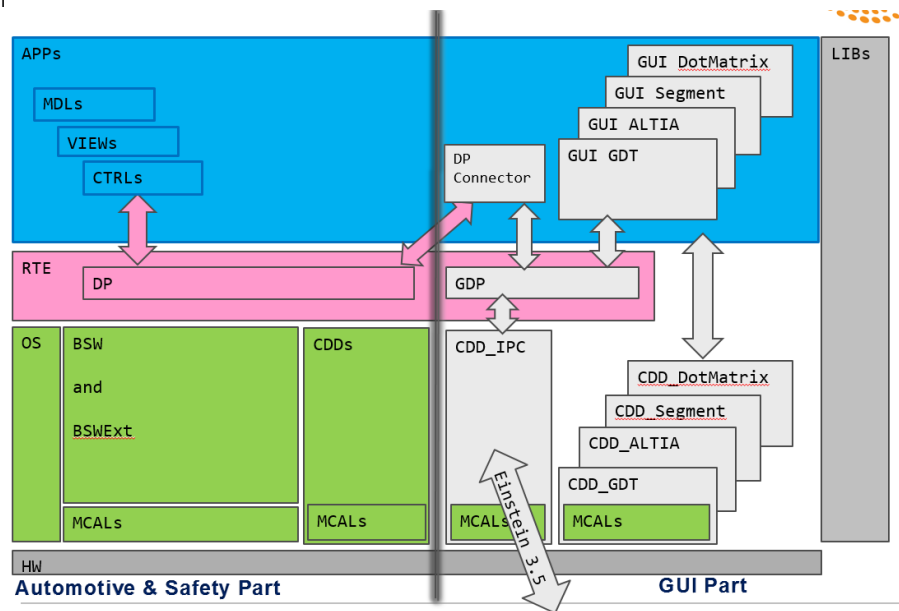 APPs
MDLs
VIEWs
CTRLs
DP
Connector
GUI DotMatrix
GUI Segment
GUI ALTIA
GUI GDT
LIBs
RTE
DP
GDP
OS
BSW
and
BSWExt
MCALs
CDDs
MCALs
CDD_IPC
MCALs
Einstein 3.5
CDD_DotMatrix
CDD_Segment
CDD_ALTIA
CDD_GDT
MCALs
HW
Automotive & Safety Part
GUI Part